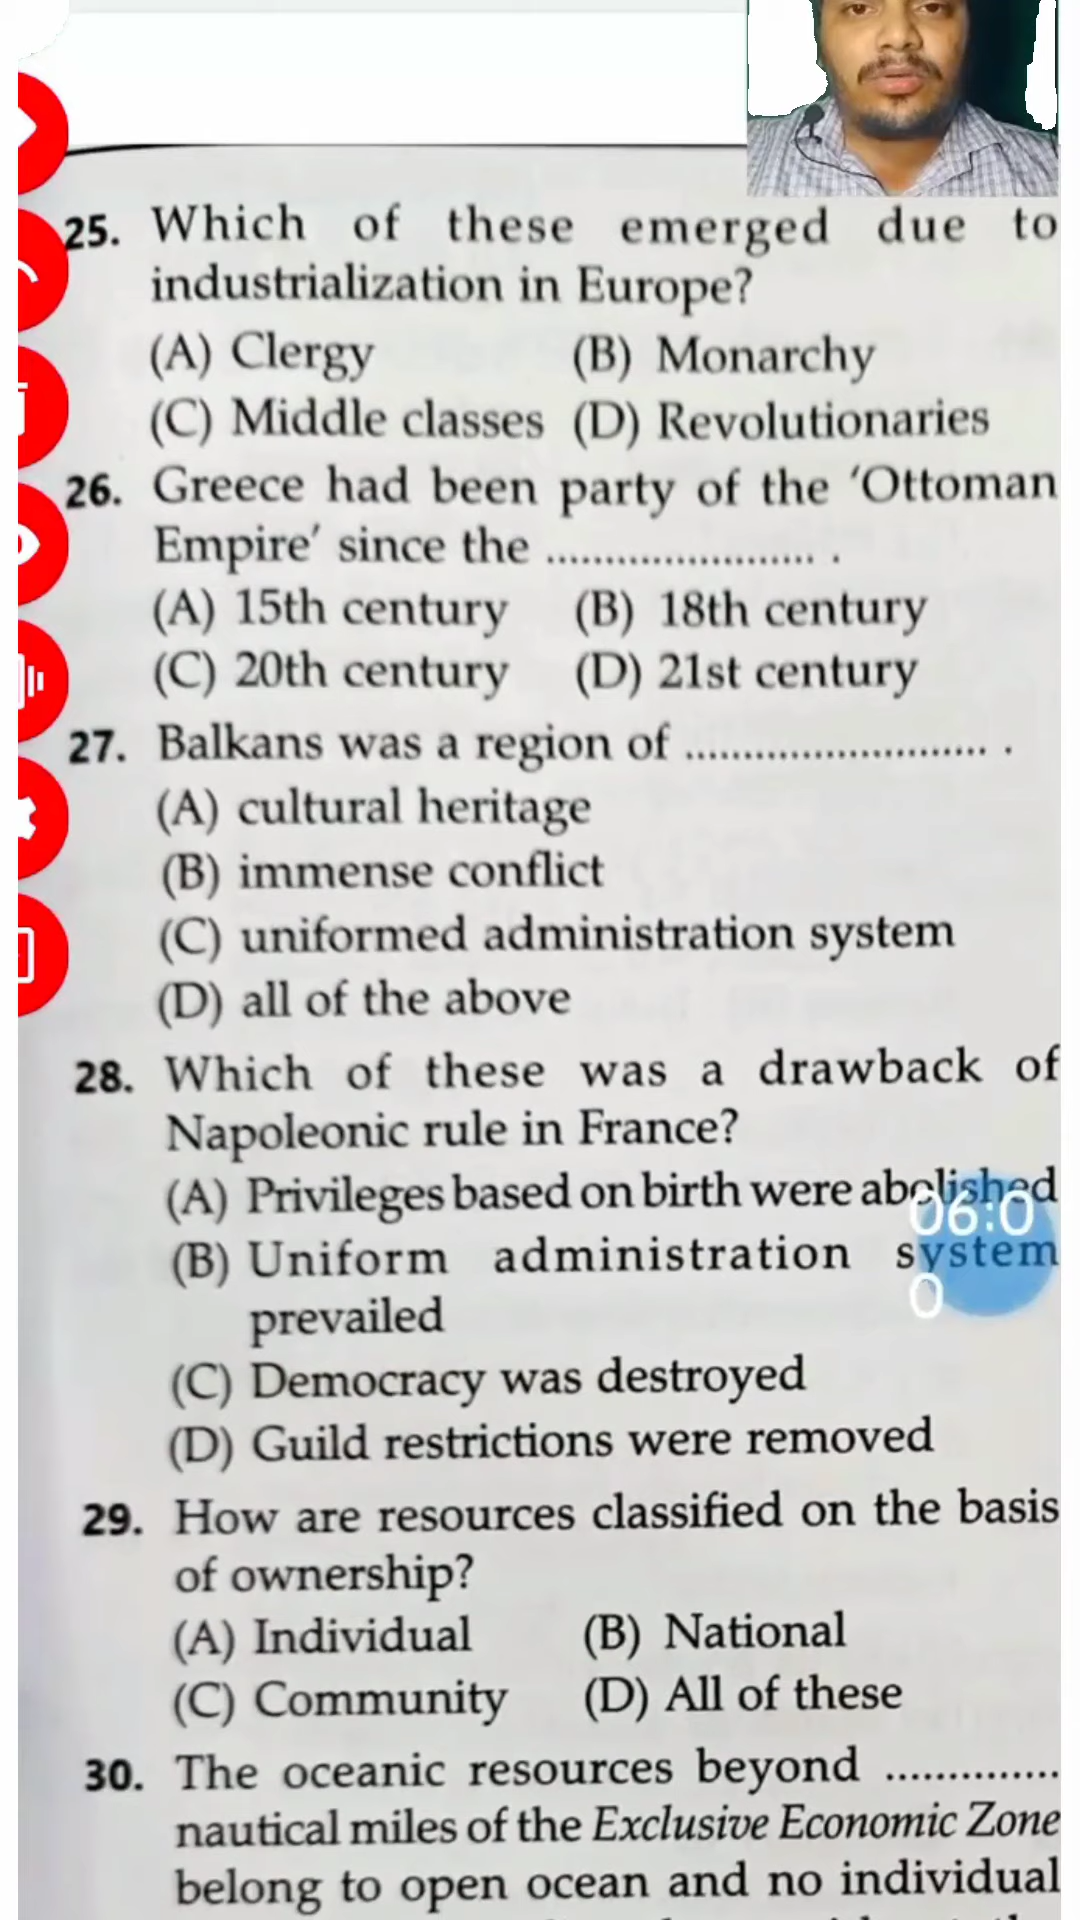 25. Which of these emerged due to
industrialization in Europe?
(A) Clergy (B) Monarchy
(C) Middle classes (D) Revolutionaries
26. Greece had been party of the ‘Ottoman
Empire’ since the ........................ .
(A) 15th century (B) 18th century
(C) 20th century (D) 21st century
27. Balkans was a region of .......................... .
(A) cultural heritage
(B) immense conflict
(C) uniformed administration system
(D) all of the above
28. Which of these was a drawback of
Napoleonic rule in France?
(A) Privileges based on birth were abolished
06:0
(B) Uniform administration system
0
prevailed
(C) Democracy was destroyed
(D) Guild restrictions were removed
29. How are resources classified on the basis
of ownership?
(A) Individual (B) National
(C) Community (D) All of these
30. The oceanic resources beyond ...............
nautical miles of the Exclusive Economic Zone
belong to open ocean and no individual